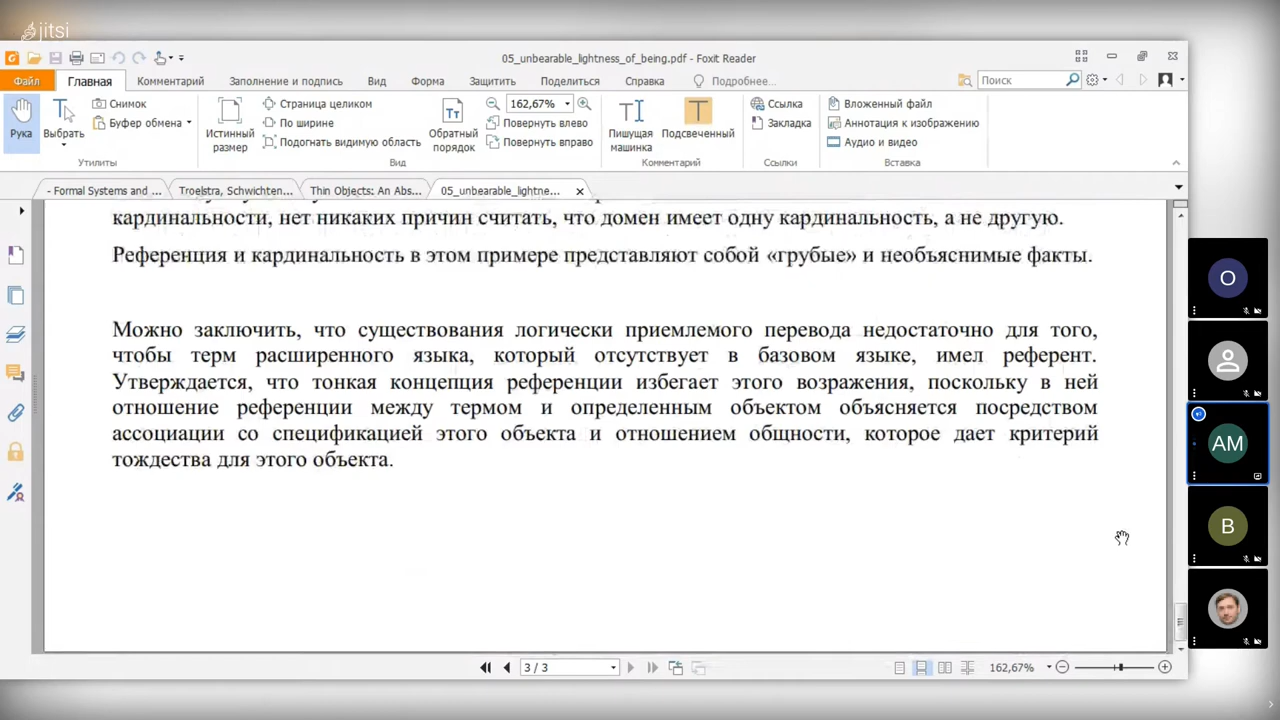 jitsi
05_unbearable_lightness_of_being.pdf - Foxit Reader
Файл Главная Комментарий Заполнение и подпись Вид Форма Защитить Поделиться Справка Подробнее... Поиск
Рука
Выбрать
Снимок
Буфер обмена
Утилиты
Истинный размер
Страница целиком
По ширине
Подогнать видимую область
Обратный порядок
162,67%
Повернуть влево
Повернуть вправо
Вид
Пишущая машинка
Подсвеченный
Комментарий
Ссылка
Закладка
Ссылки
Вложенный файл
Аннотация к изображению
Аудио и видео
Вставка
- Formal Systems and ... Troelstra, Schwichten... Thin Objects: An Abs... 05_unbearable_lightne...
кардинальности, нет никаких причин считать, что домен имеет одну кардинальность, а не другую.
Референция и кардинальность в этом примере представляют собой «грубые» и необъяснимые факты.
Можно заключить, что существования логически приемлемого перевода недостаточно для того,
чтобы терм расширенного языка, который отсутствует в базовом языке, имел референт.
Утверждается, что тонкая концепция референции избегает этого возражения, поскольку в ней
отношение референции между термом и определенным объектом объясняется посредством
ассоциации со спецификацией этого объекта и отношением общности, которое дает критерий
тождества для этого объекта.
O
AM
B
3 / 3
162,67%